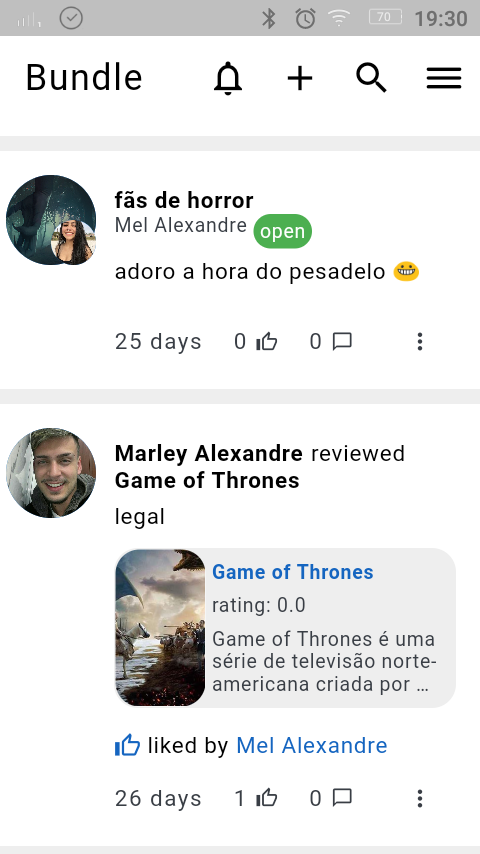 70 19:30
Bundle
fãs de horror
Mel Alexandre open
adoro a hora do pesadelo 😁
25 days 0 0
Marley Alexandre reviewed
Game of Thrones
legal
Game of Thrones
rating: 0.0
Game of Thrones é uma
série de televisão norte-
americana criada por ...
liked by Mel Alexandre
26 days 1 0